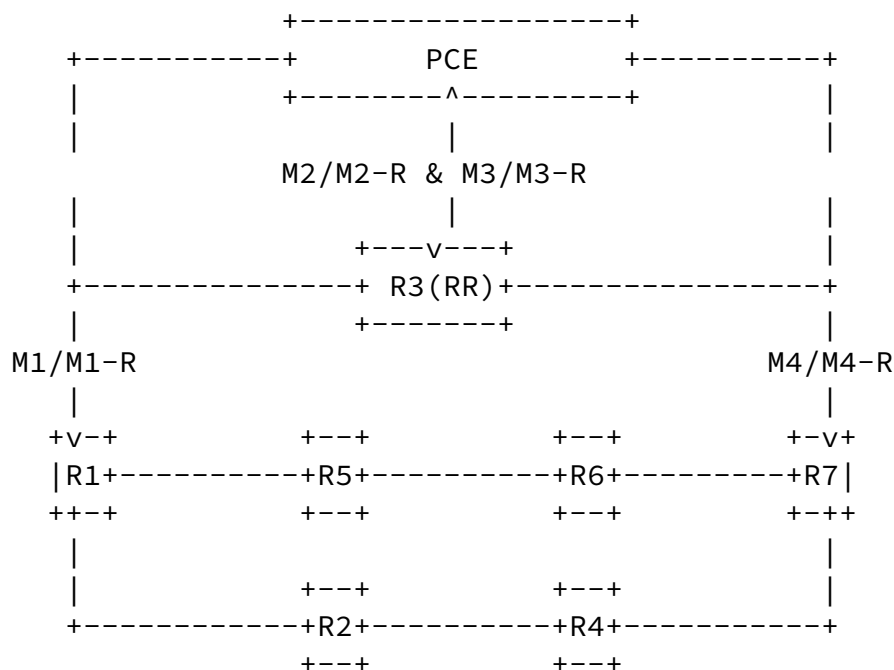 PCE
M2/M2-R & M3/M3-R
R3(RR)
M1/M1-R M4/M4-R
R1 R5 R6 R7
R2 R4